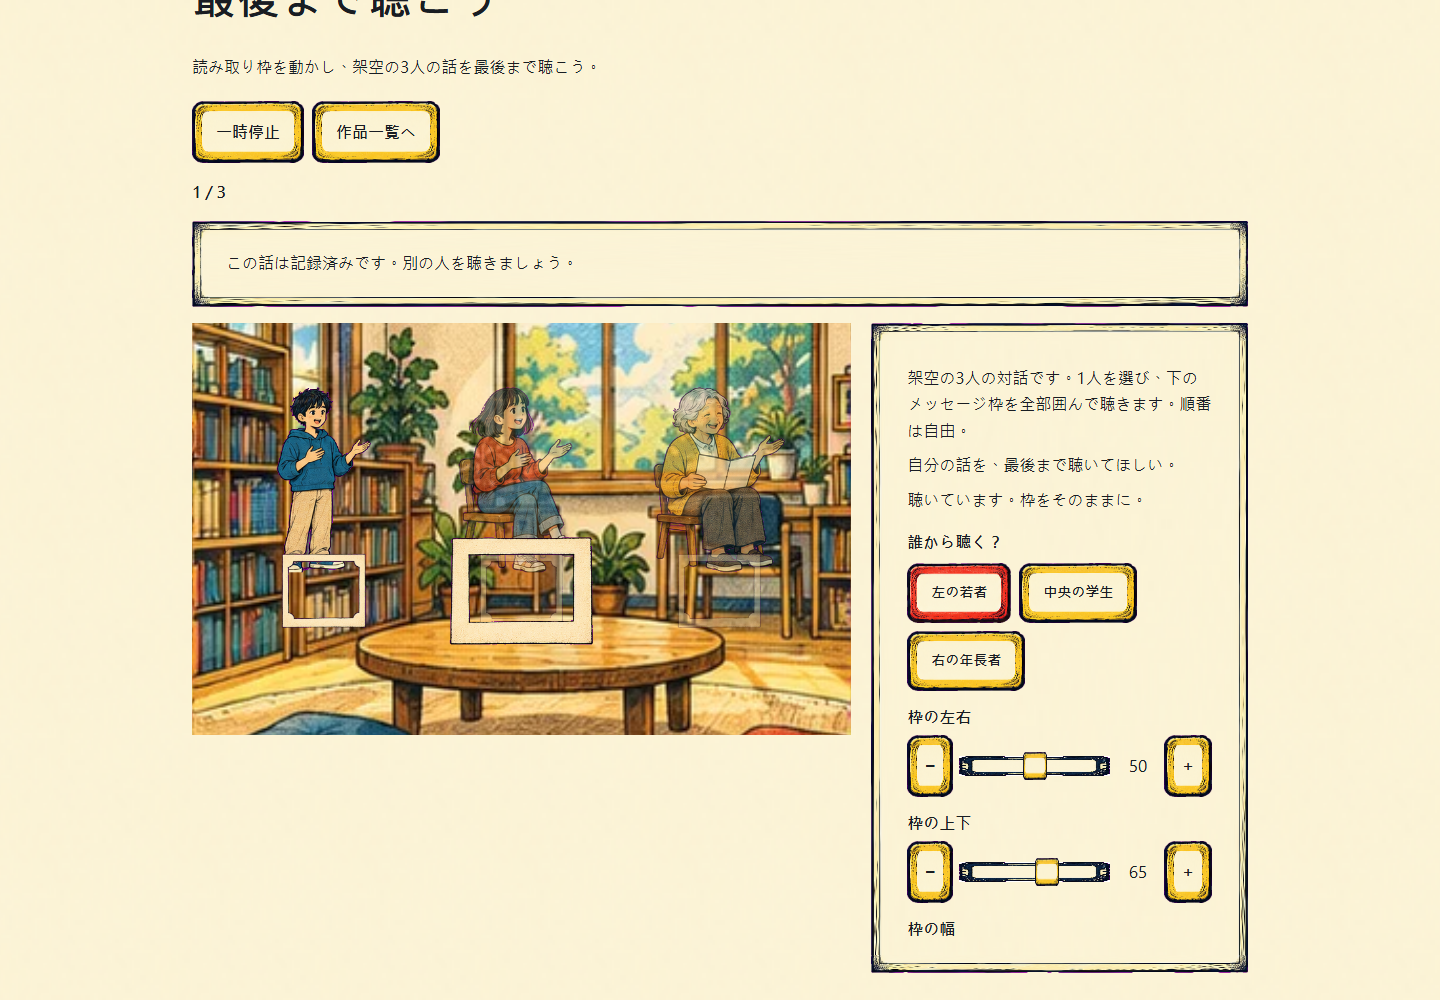 最後まで聴こう
読み取り枠を動かし、架空の3人の話を最後まで聴こう。
一時停止
作品一覧へ
1 / 3
この話は記録済みです。別の人を聴きましょう。
架空の3人の対話です。1人を選び、下の
メッセージ枠を全部囲んで聴きます。順番
は自由。
自分の話を、最後まで聴いてほしい。
聴いています。枠をそのままに。
誰から聴く？
左の若者
中央の学生
右の年長者
枠の左右
− 50 +
枠の上下
− 65 +
枠の幅